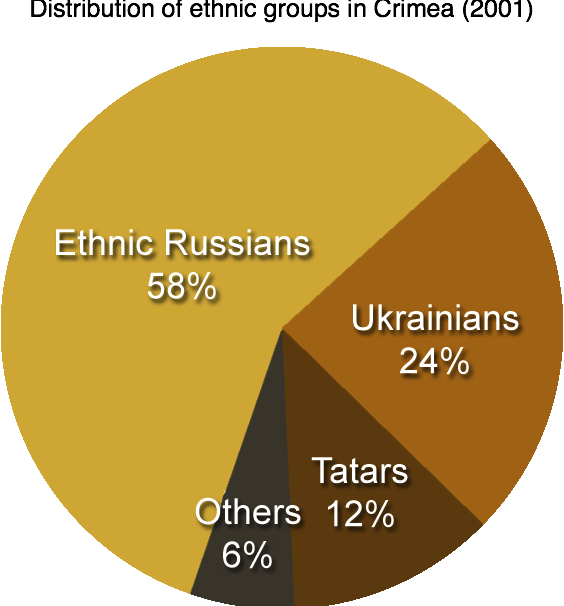 Distribution of ethnic groups in Crimea (2001)
Ethnic Russians
58%
Ukrainians
24%
Tatars
12%
Others
6%